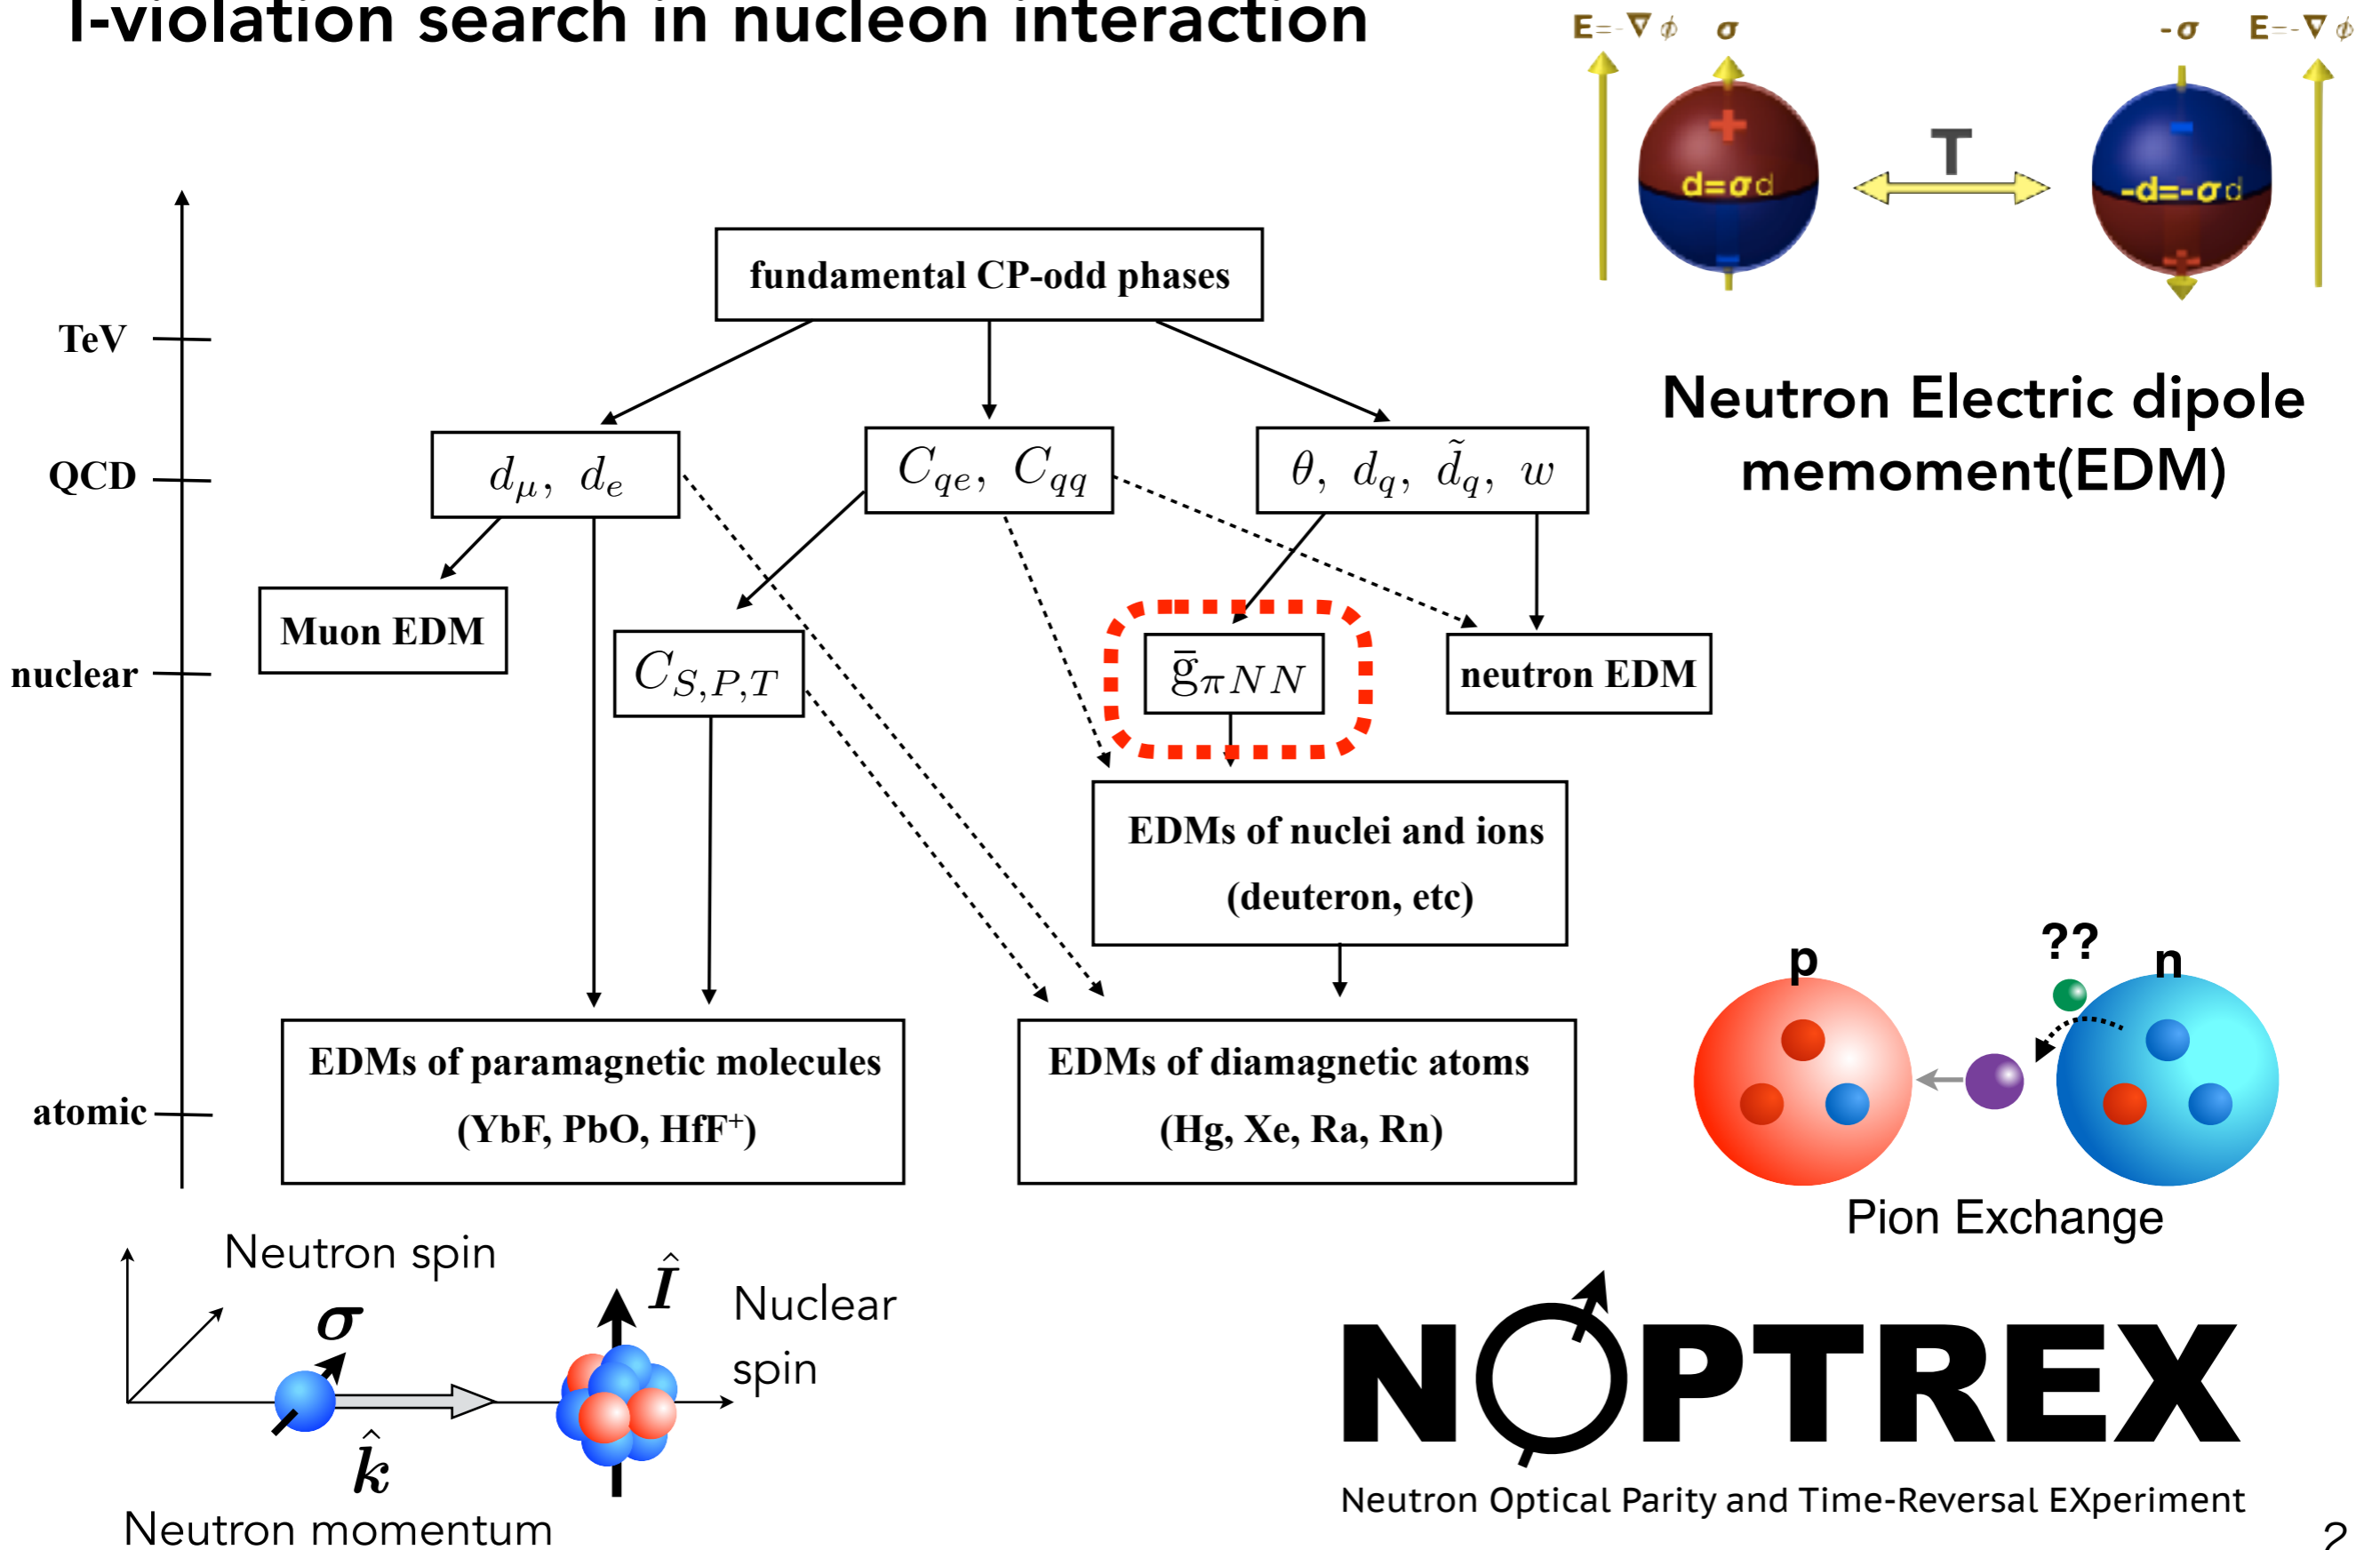 T-violation search in nucleon interaction
E=-∇ϕ σ -σ E=-∇ϕ
+ -
T
d=σd -d=-σd
- +
fundamental CP-odd phases
TeV
Neutron Electric dipole
memoment(EDM)
QCD
d_μ, d_e
C_qe, C_qq
θ, d_q, d̃_q, w
Muon EDM
nuclear
C_S,P,T
ḡ_πNN
neutron EDM
EDMs of nuclei and ions
(deuteron, etc)
EDMs of paramagnetic molecules
(YbF, PbO, HfF⁺)
EDMs of diamagnetic atoms
(Hg, Xe, Ra, Rn)
atomic
p ?? n
Pion Exchange
Neutron spin
σ
Î
Nuclear
spin
k̂
Neutron momentum
NOPTREX
Neutron Optical Parity and Time-Reversal EXperiment
2